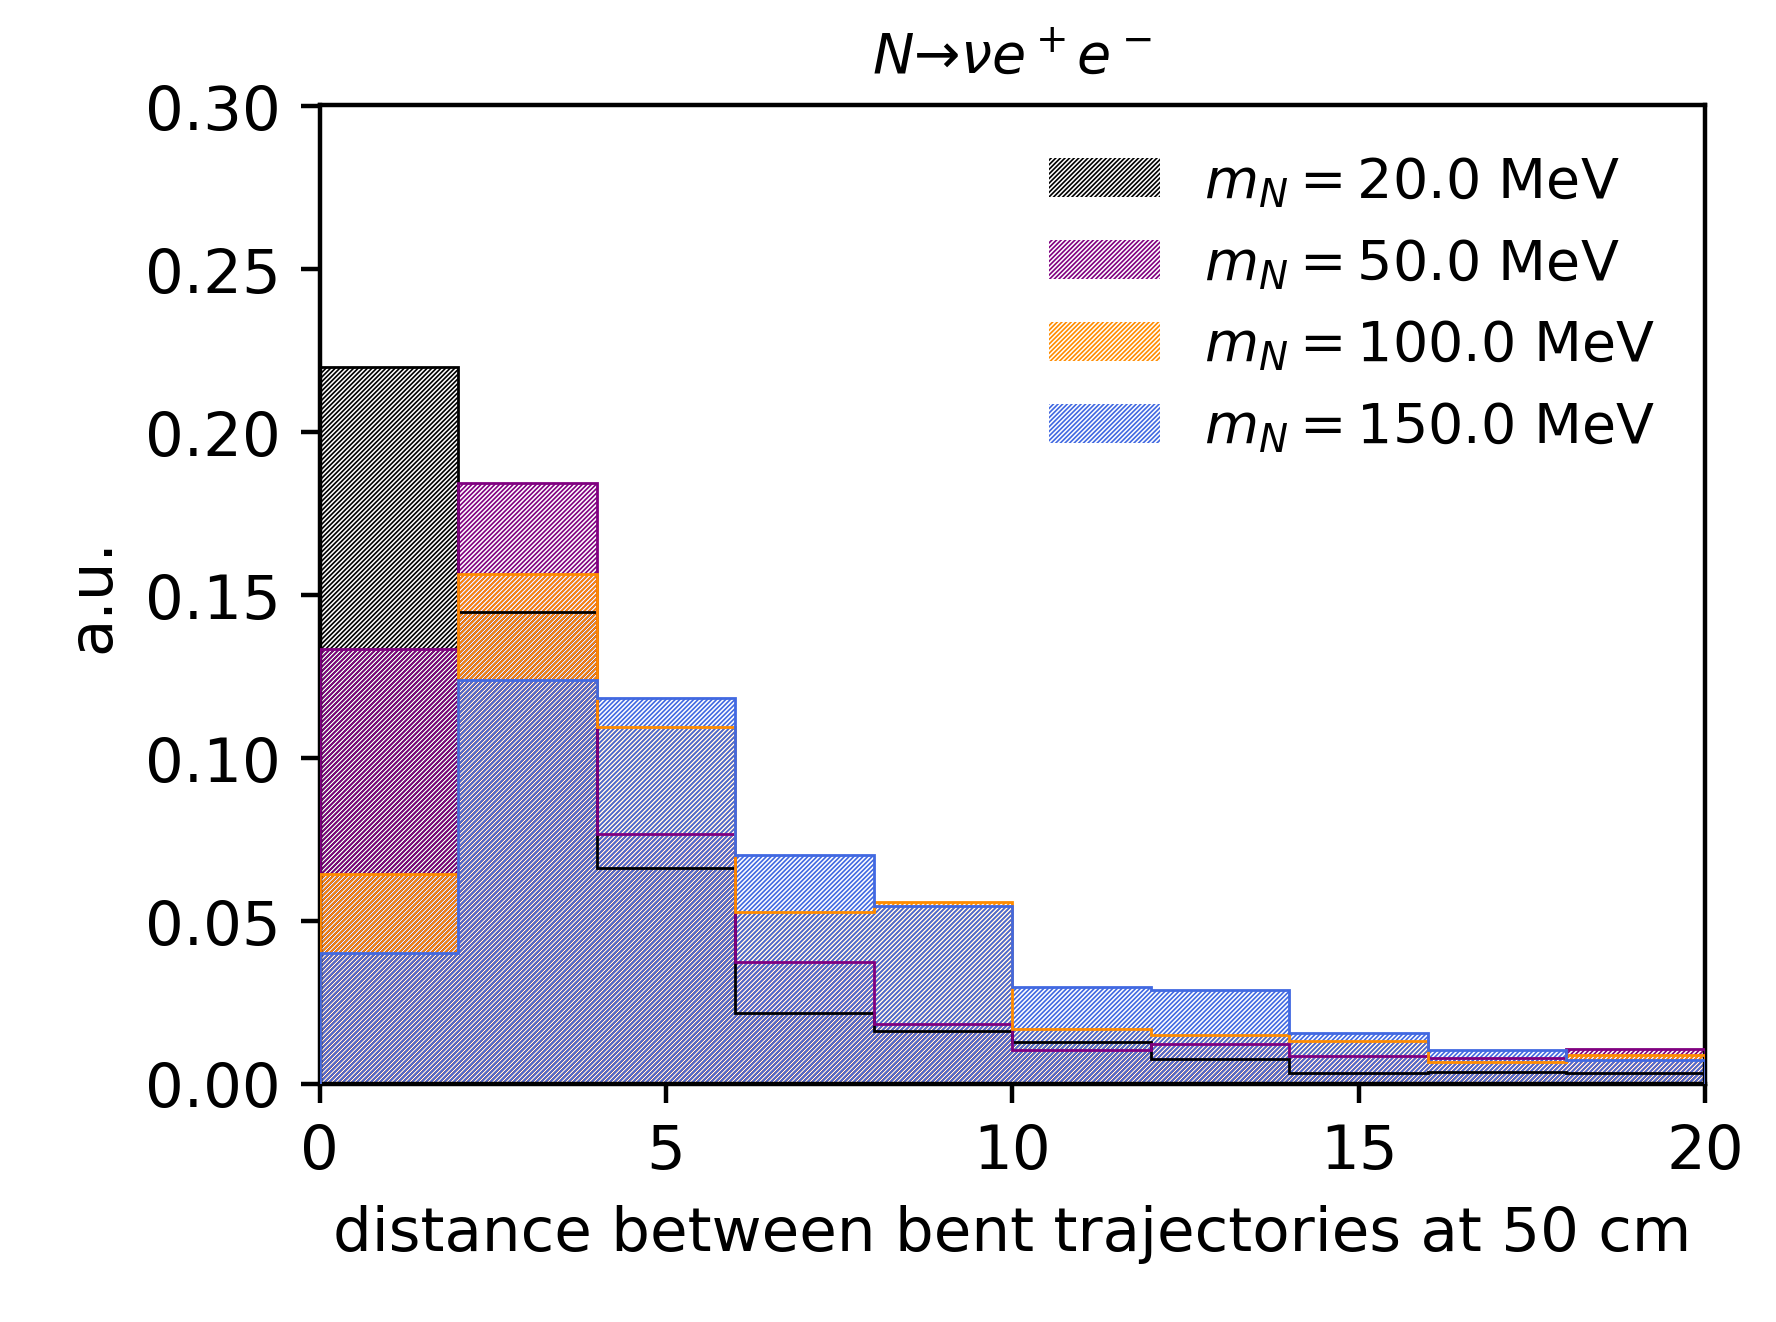 N→νe⁺e⁻
0.30
0.25
0.20
0.15
0.10
0.05
0.00
a.u.
m_N = 20.0 MeV
m_N = 50.0 MeV
m_N = 100.0 MeV
m_N = 150.0 MeV
0 5 10 15 20
distance between bent trajectories at 50 cm